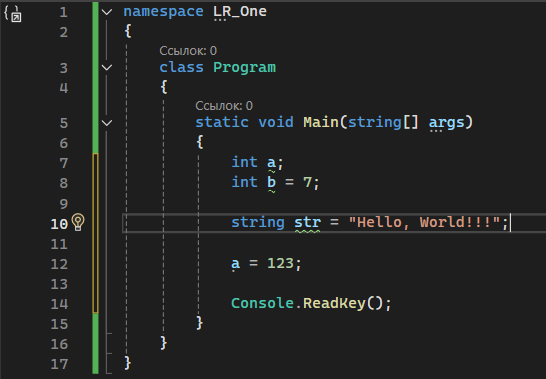 1 namespace LR_One
2 {
Ссылок: 0
3 class Program
4 {
Ссылок: 0
5 static void Main(string[] args)
6 {
7 int a;
8 int b = 7;
9
10 string str = "Hello, World!!!";
11
12 a = 123;
13
14 Console.ReadKey();
15 }
16 }
17 }